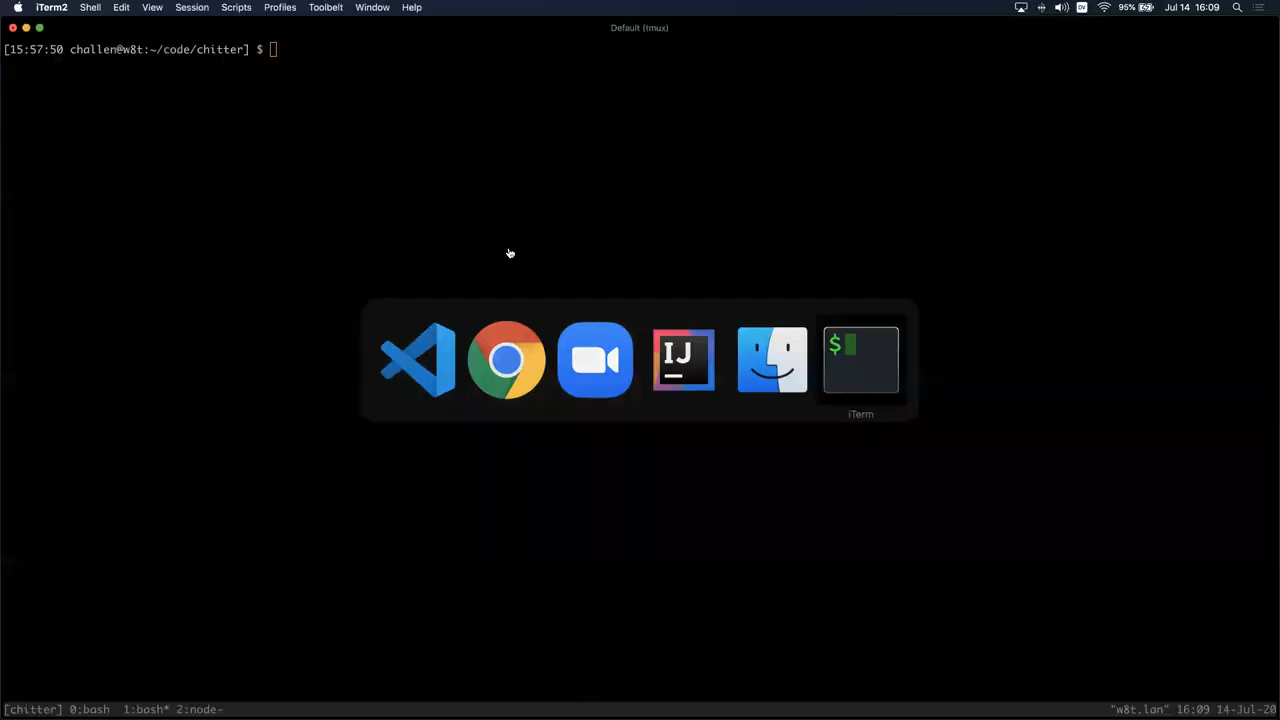 iTerm2 Shell Edit View Session Scripts Profiles Toolbelt Window Help DV 95% Jul 14 16:09
Default (tmux)
[15:57:50 challen@w8t:~/code/chitter] $
IJ $
iTerm
[chitter] 0:bash 1:bash* 2:node- "w8t.lan" 16:09 14-Jul-20